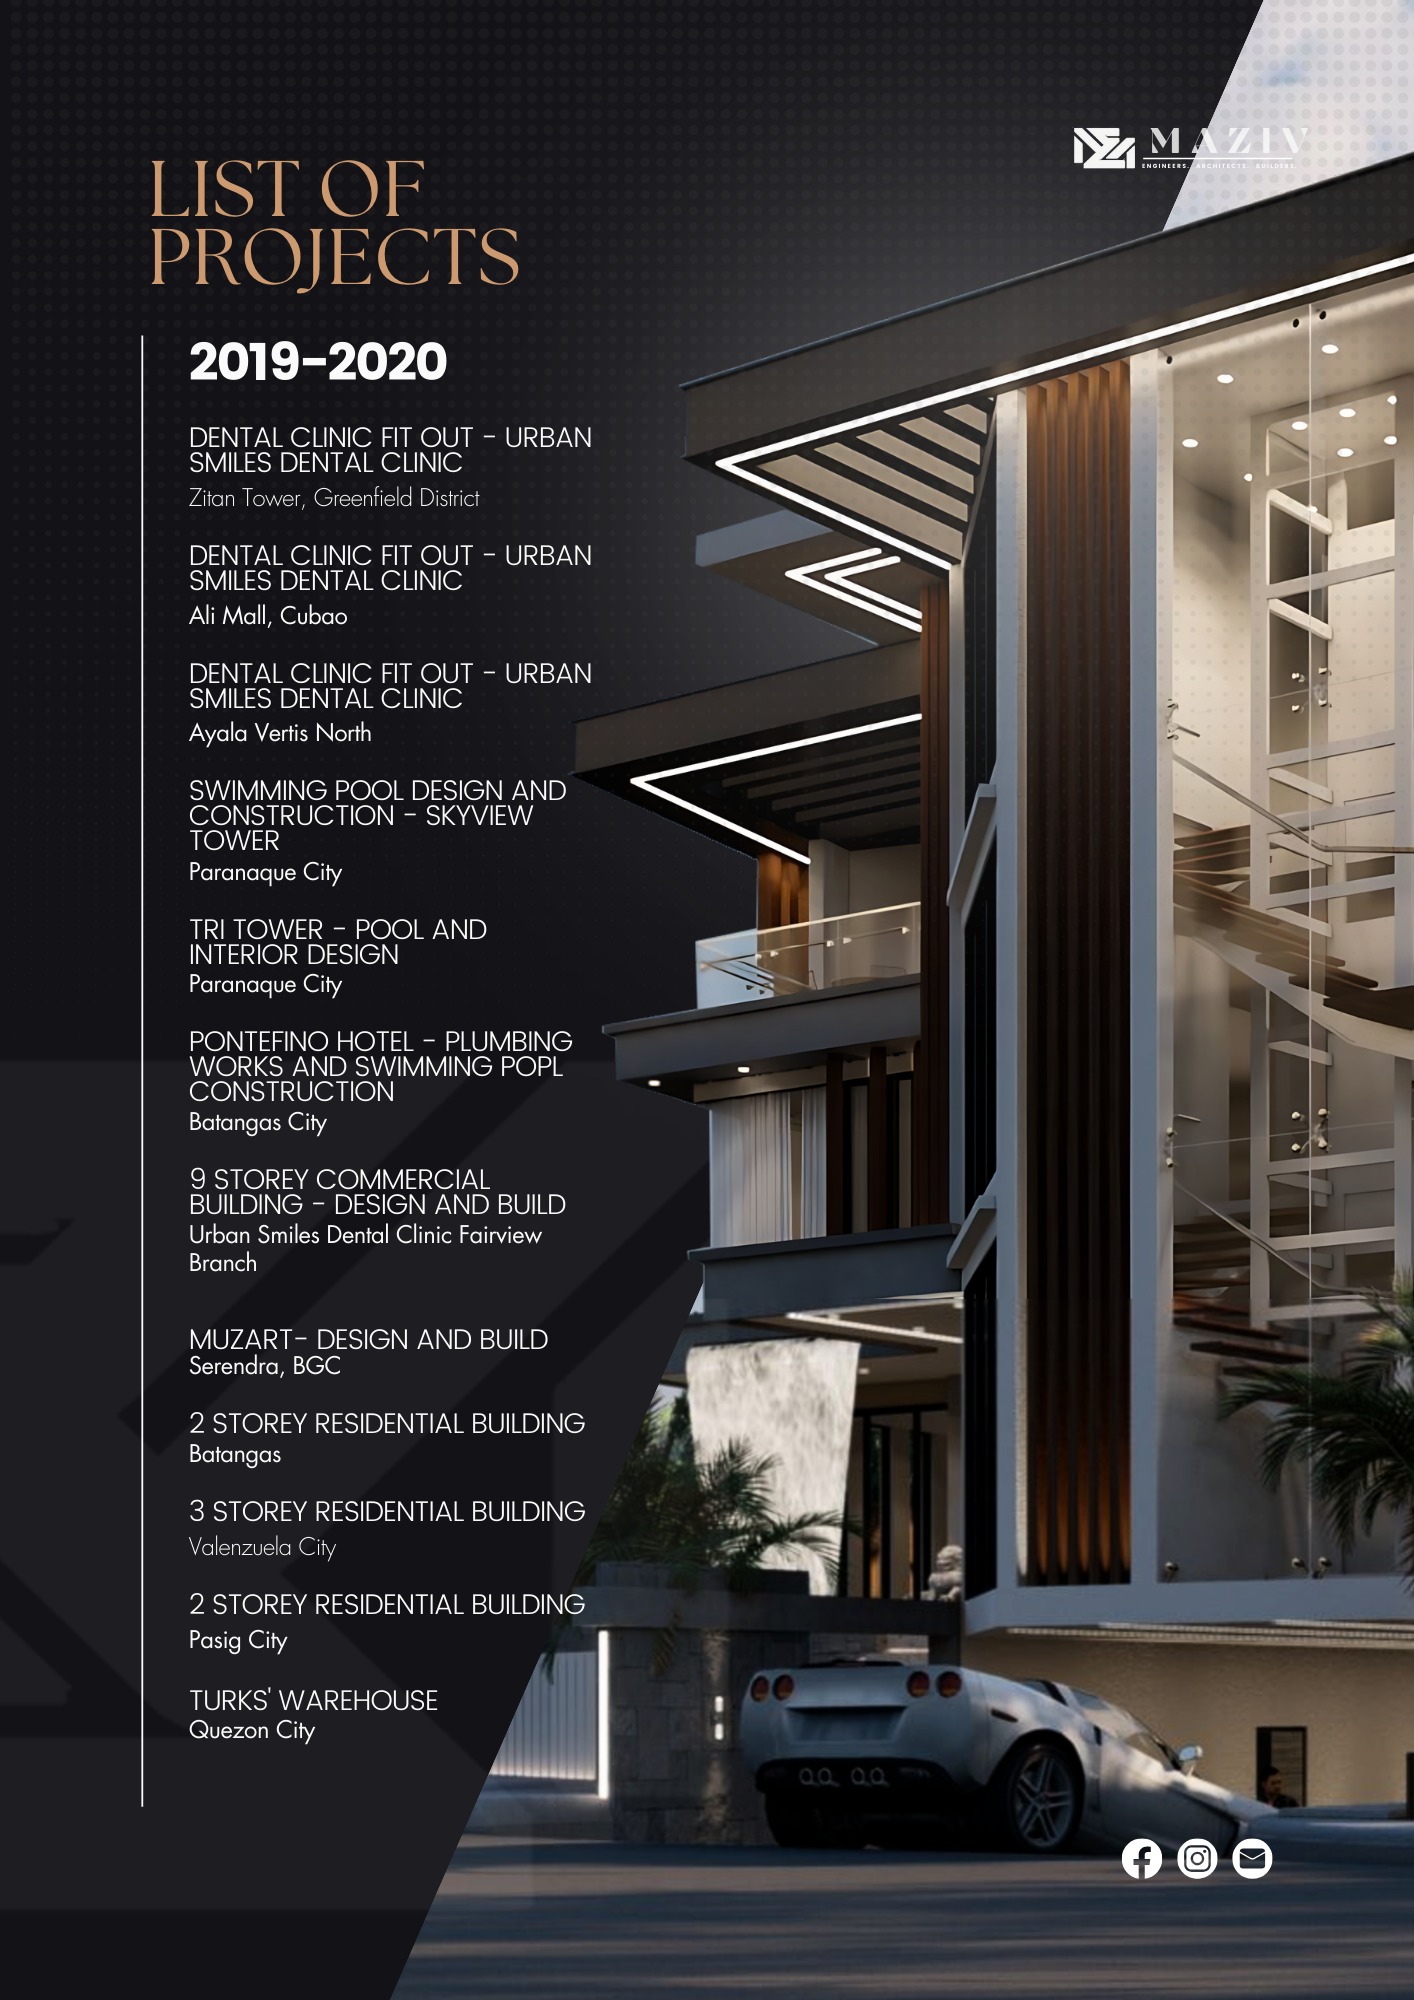 MAZIV
ENGINEERS. ARCHITECTS. BUILDERS.
LIST OF
PROJECTS
2019-2020
DENTAL CLINIC FIT OUT - URBAN
SMILES DENTAL CLINIC
Zitan Tower, Greenfield District
DENTAL CLINIC FIT OUT - URBAN
SMILES DENTAL CLINIC
Ali Mall, Cubao
DENTAL CLINIC FIT OUT - URBAN
SMILES DENTAL CLINIC
Ayala Vertis North
SWIMMING POOL DESIGN AND
CONSTRUCTION - SKYVIEW
TOWER
Paranaque City
TRI TOWER - POOL AND
INTERIOR DESIGN
Paranaque City
PONTEFINO HOTEL - PLUMBING
WORKS AND SWIMMING POPL
CONSTRUCTION
Batangas City
9 STOREY COMMERCIAL
BUILDING - DESIGN AND BUILD
Urban Smiles Dental Clinic Fairview
Branch
MUZART- DESIGN AND BUILD
Serendra, BGC
2 STOREY RESIDENTIAL BUILDING
Batangas
3 STOREY RESIDENTIAL BUILDING
Valenzuela City
2 STOREY RESIDENTIAL BUILDING
Pasig City
TURKS' WAREHOUSE
Quezon City